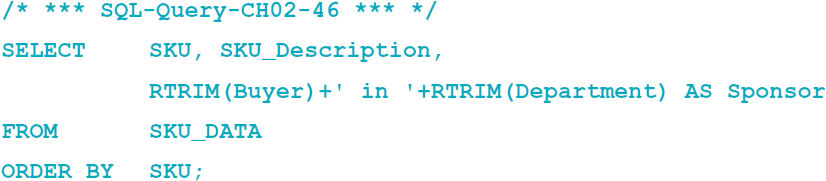 /* *** SQL-Query-CH02-46 *** */
SELECT SKU, SKU_Description,
RTRIM(Buyer)+' in '+RTRIM(Department) AS Sponsor
FROM SKU_DATA
ORDER BY SKU;